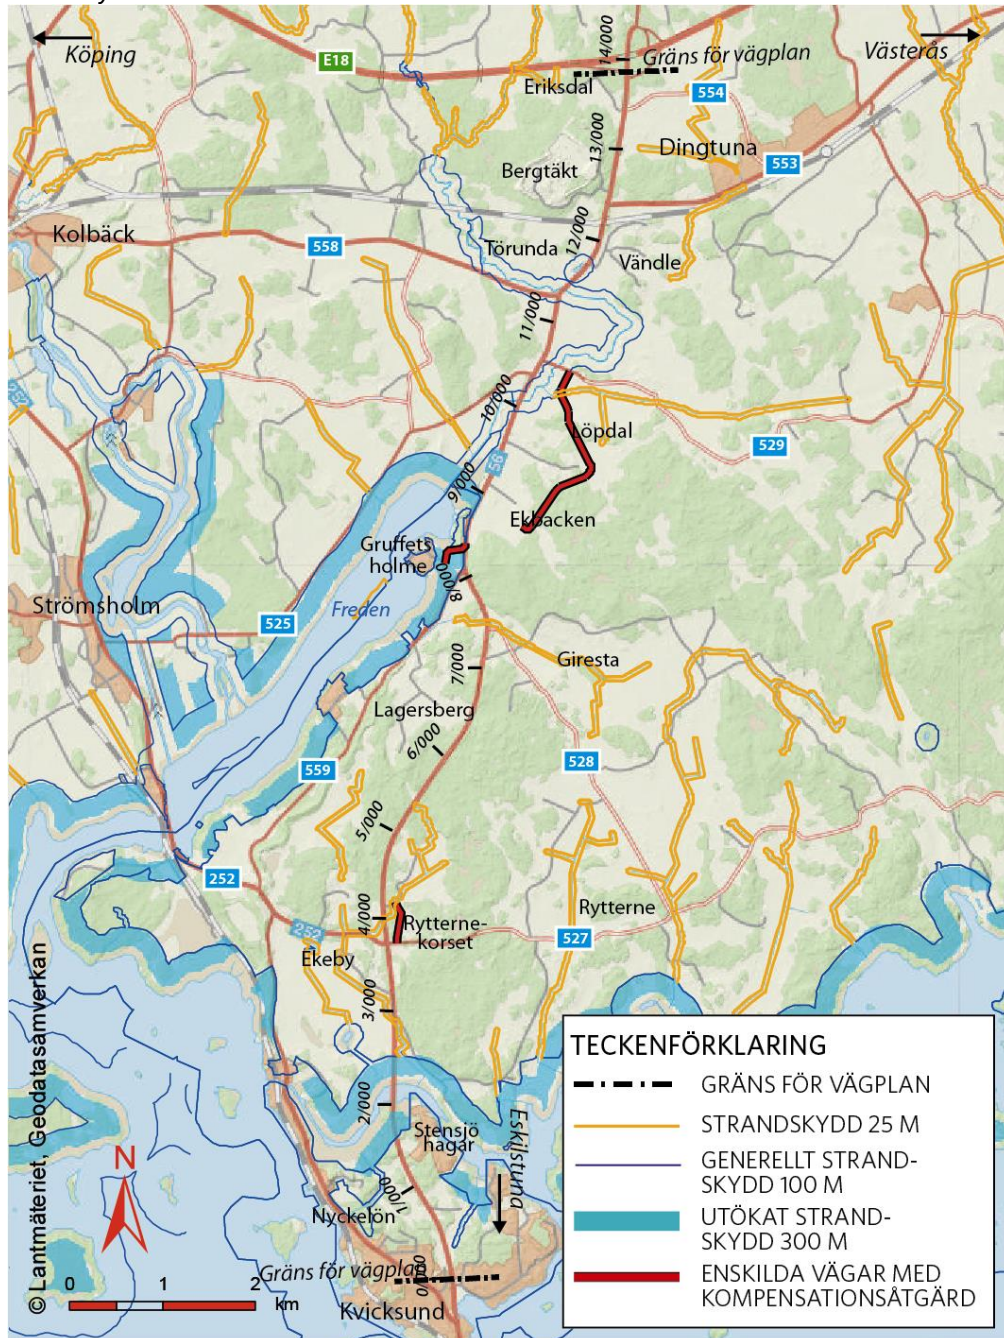 Köping
E18
14/000
Gräns för vägplan
Västerås
Eriksdal
554
13/000
Dingtuna
553
Bergtäkt
Kolbäck
558
Törunda
12/000
Vändle
11/000
10/000
Löpdal
529
56
9/000
Ekbacken
Gruffets
holme
8/000
Strömsholm
Freden
525
Giresta
7/000
Lagersberg
6/000
528
559
5/000
252
4/000
Rytterne
Rytterne-
korset
252
527
Ekeby
3/000
2/000
Stensjö
hagar
Eskilstuna
1/000
Nyckelön
Gräns för vägplan
0/000
Kvicksund
N
0 1 2
km
© Lantmäteriet, Geodatasamverkan
TECKENFÖRKLARING
GRÄNS FÖR VÄGPLAN
STRANDSKYDD 25 M
GENERELLT STRAND-
SKYDD 100 M
UTÖKAT STRAND-
SKYDD 300 M
ENSKILDA VÄGAR MED
KOMPENSATIONSÅTGÄRD